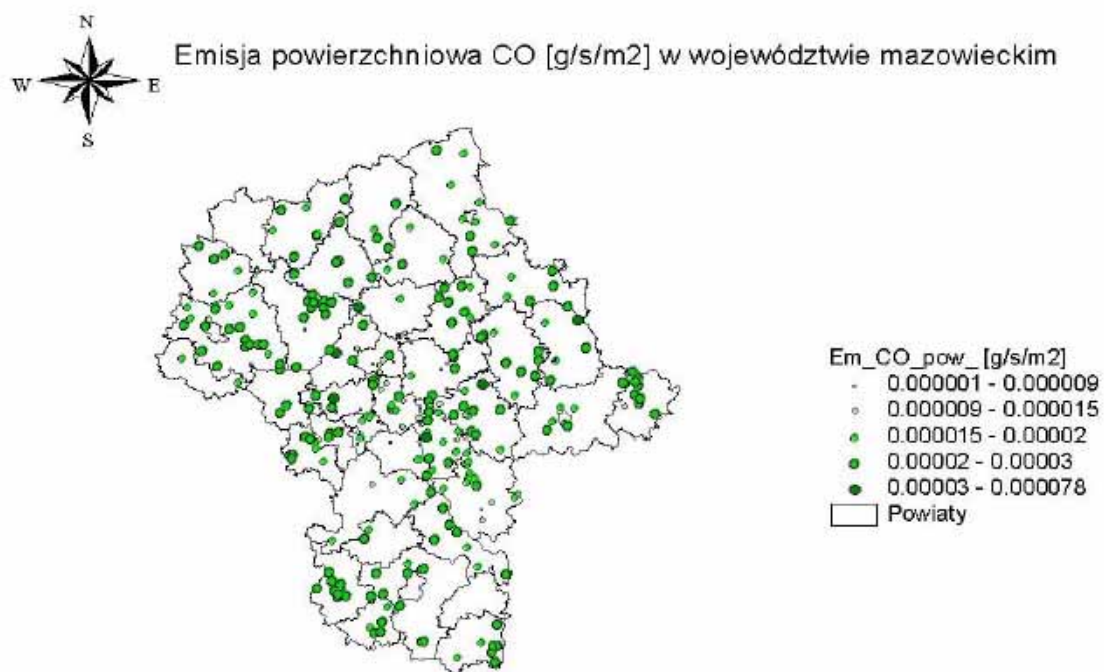 N
Emisja powierzchniowa CO [g/s/m2] w województwie mazowieckim
W E
S
Em_CO_pow_ [g/s/m2]
0.000001 - 0.000009
0.000009 - 0.000015
0.000015 - 0.00002
0.00002 - 0.00003
0.00003 - 0.000078
Powiaty